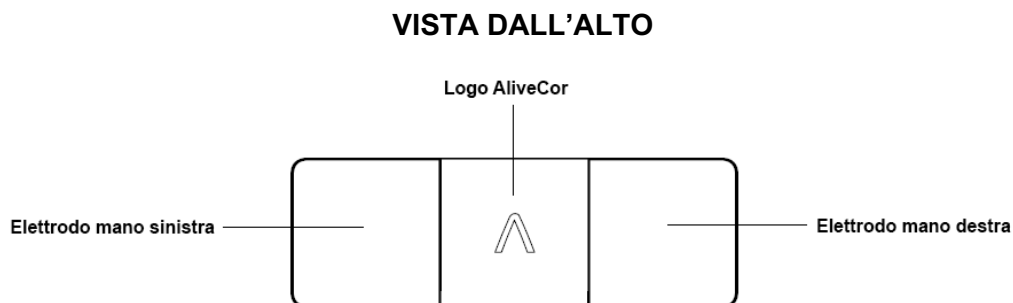 VISTA DALL’ALTO
Logo AliveCor
Elettrodo mano sinistra
Elettrodo mano destra